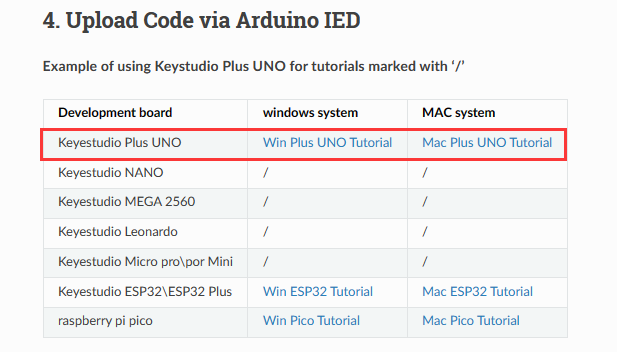 4. Upload Code via Arduino IED
Example of using Keystudio Plus UNO for tutorials marked with ‘/’
Development board windows system MAC system
Keyestudio Plus UNO Win Plus UNO Tutorial Mac Plus UNO Tutorial
Keyestudio NANO / /
Keyestudio MEGA 2560 / /
Keyestudio Leonardo / /
Keyestudio Micro pro\por Mini / /
Keyestudio ESP32\ESP32 Plus Win ESP32 Tutorial Mac ESP32 Tutorial
raspberry pi pico Win Pico Tutorial Mac Pico Tutorial